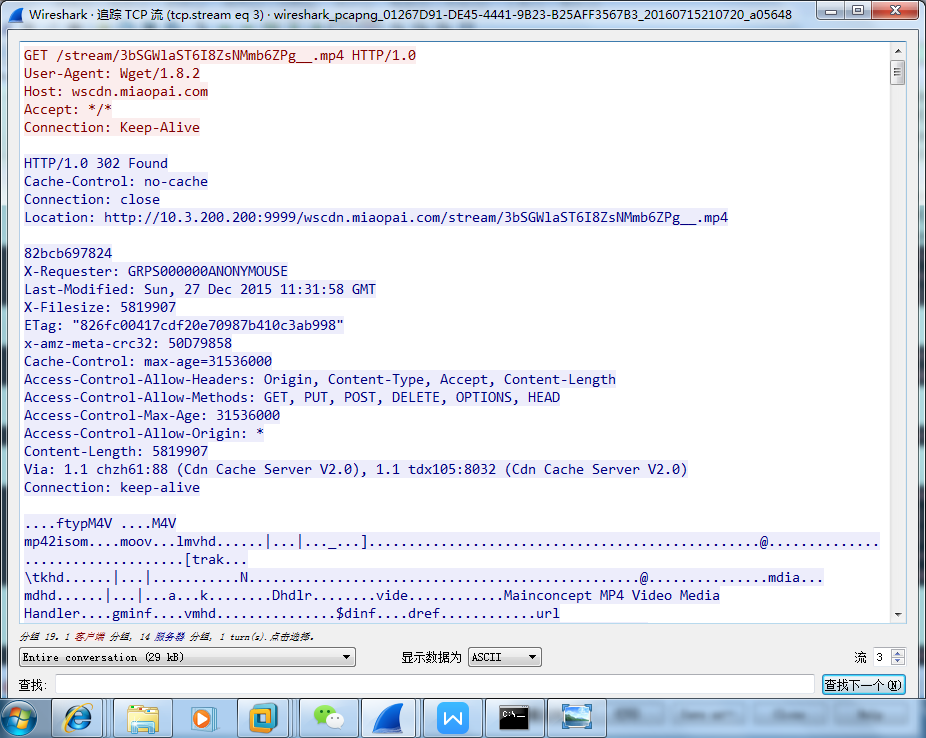 Wireshark · 追踪 TCP 流 (tcp.stream eq 3) · wireshark_pcapng_01267D91-DE45-4441-9B23-B25AFF3567B3_20160715210720_a05648
GET /stream/3bSGWlaST6I8ZsNMmb6ZPg__.mp4 HTTP/1.0
User-Agent: Wget/1.8.2
Host: wscdn.miaopai.com
Accept: */*
Connection: Keep-Alive
HTTP/1.0 302 Found
Cache-Control: no-cache
Connection: close
Location: http://10.3.200.200:9999/wscdn.miaopai.com/stream/3bSGWlaST6I8ZsNMmb6ZPg__.mp4
82bcb697824
X-Requester: GRPS000000ANONYMOUSE
Last-Modified: Sun, 27 Dec 2015 11:31:58 GMT
X-Filesize: 5819907
ETag: "826fc00417cdf20e70987b410c3ab998"
x-amz-meta-crc32: 50D79858
Cache-Control: max-age=31536000
Access-Control-Allow-Headers: Origin, Content-Type, Accept, Content-Length
Access-Control-Allow-Methods: GET, PUT, POST, DELETE, OPTIONS, HEAD
Access-Control-Max-Age: 31536000
Access-Control-Allow-Origin: *
Content-Length: 5819907
Via: 1.1 chzh61:88 (Cdn Cache Server V2.0), 1.1 tdx105:8032 (Cdn Cache Server V2.0)
Connection: keep-alive
....ftypM4V ....M4V
mp42isom....moov...lmvhd......|...|..._...].................................................@..............
....................[trak...
\tkhd......|...|...........N.................................................@...............mdia...
mdhd......|...|...a...k........Dhdlr........vide............Mainconcept MP4 Video Media
Handler....gminf....vmhd...............$dinf....dref............url
分组 19. 1 客户端 分组, 14 服务器 分组, 1 turn(s).点击选择.
Entire conversation (29 kB) 显示数据为 ASCII 流 3
查找: 查找下一个(N)